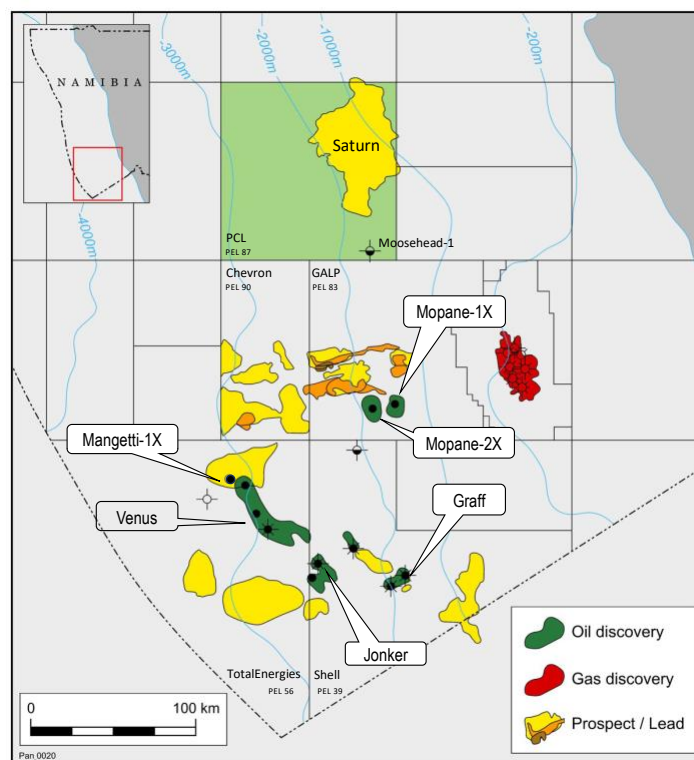 NAMIBIA
-3000m
-2000m
-1000m
-200m
-4000m
Saturn
Moosehead-1
PCL
PEL 87
Chevron
PEL 90
GALP
PEL 83
Mopane-1X
Mopane-2X
Mangetti-1X
Venus
Graff
Jonker
TotalEnergies
PEL 56
Shell
PEL 39
Oil discovery
Gas discovery
Prospect / Lead
0 100 km
Pan 0020